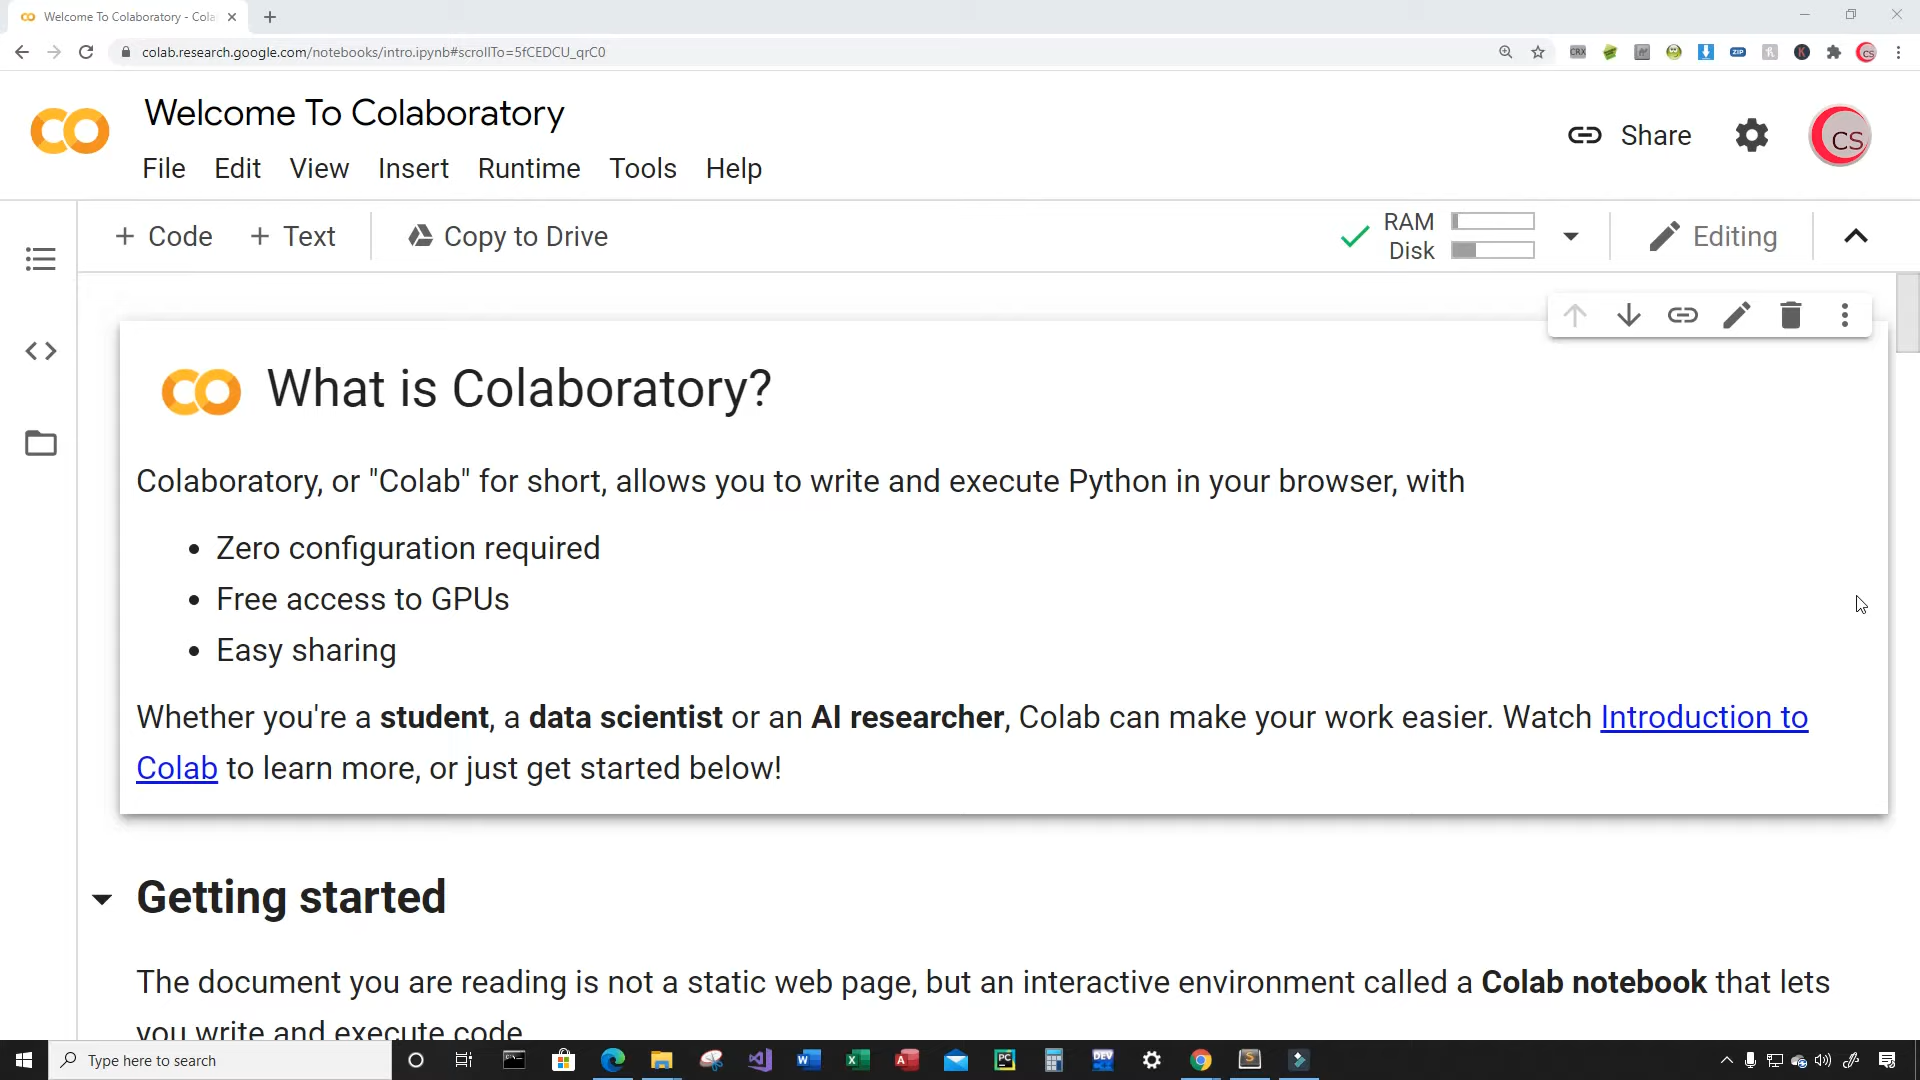 Welcome To Colaboratory - Cola
colab.research.google.com/notebooks/intro.ipynb#scrollTo=5fCEDCU_qrC0
CRX
ZIP
K
CS
Welcome To Colaboratory
Share
CS
File Edit View Insert Runtime Tools Help
+ Code + Text Copy to Drive
RAM
Disk
Editing
What is Colaboratory?
Colaboratory, or "Colab" for short, allows you to write and execute Python in your browser, with
• Zero configuration required
• Free access to GPUs
• Easy sharing
Whether you're a student, a data scientist or an AI researcher, Colab can make your work easier. Watch Introduction to
Colab to learn more, or just get started below!
Getting started
The document you are reading is not a static web page, but an interactive environment called a Colab notebook that lets
you write and execute code
Type here to search
W
X
A
PC
DEV
S